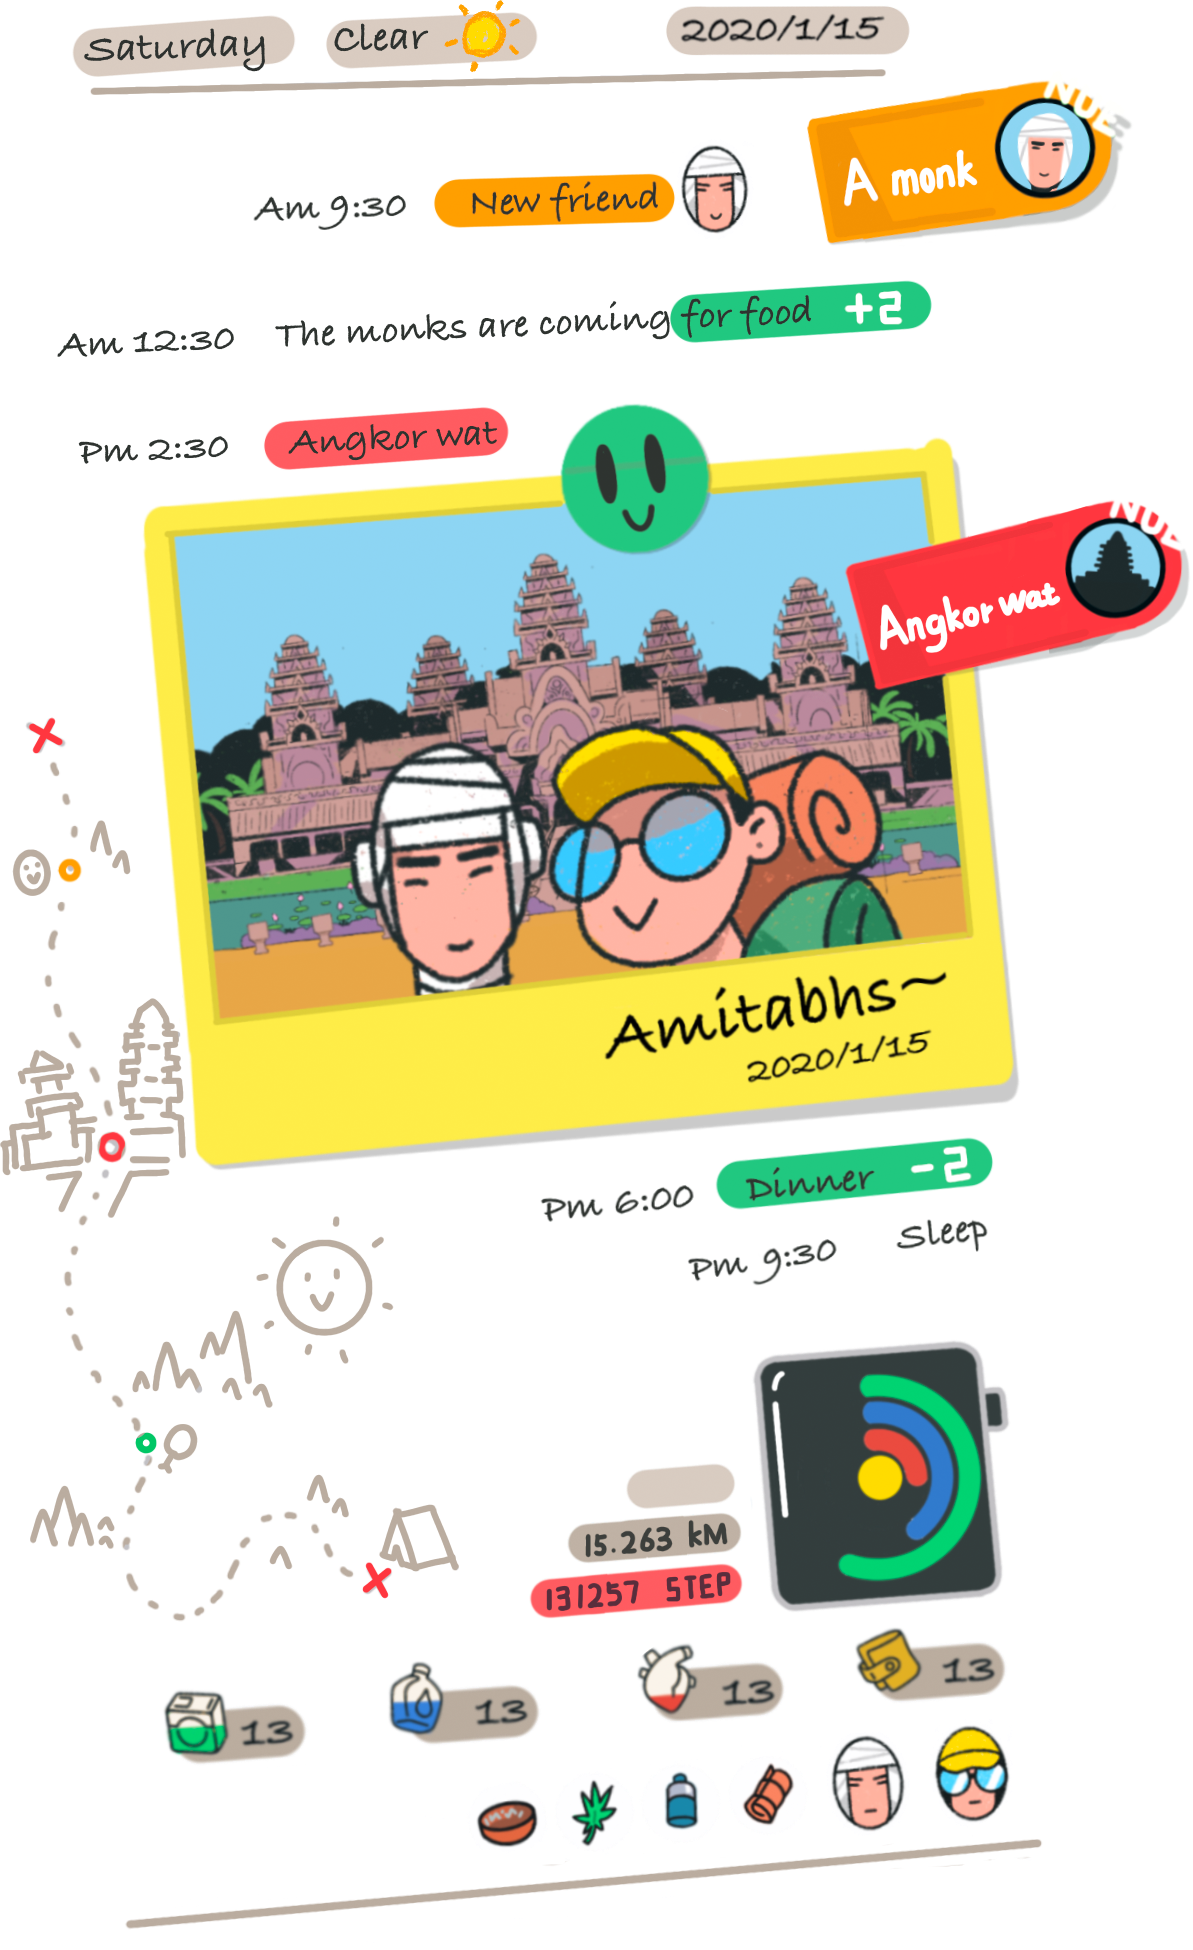 Saturday Clear 2020/1/15
A monk
Am 9:30 New friend
Am 12:30 The monks are coming for food +2
Pm 2:30 Angkor wat
Angkor wat
Amitabhs~
2020/1/15
Pm 6:00 Dinner -2
Pm 9:30 Sleep
15.263 KM
131257 STEP
13 13 13 13